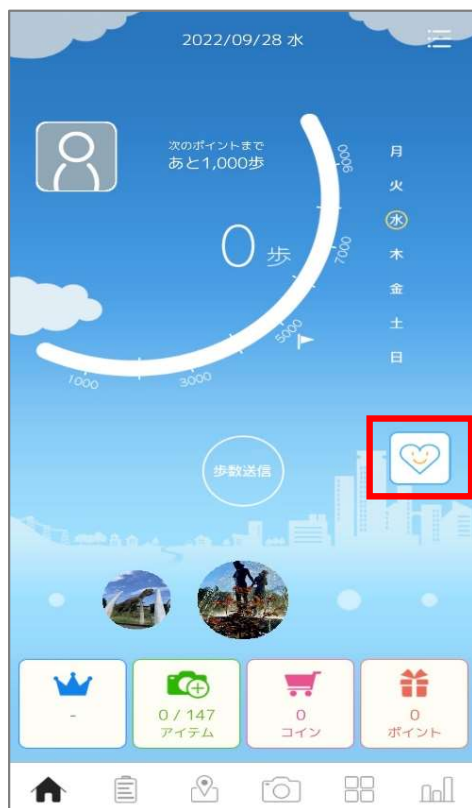 2022/09/28 水
次のポイントまで
あと1,000歩
0 歩
1000
3000
5000
7000
9000
月
火
水
木
金
土
日
歩数送信
-
0 / 147
アイテム
0
コイン
0
ポイント